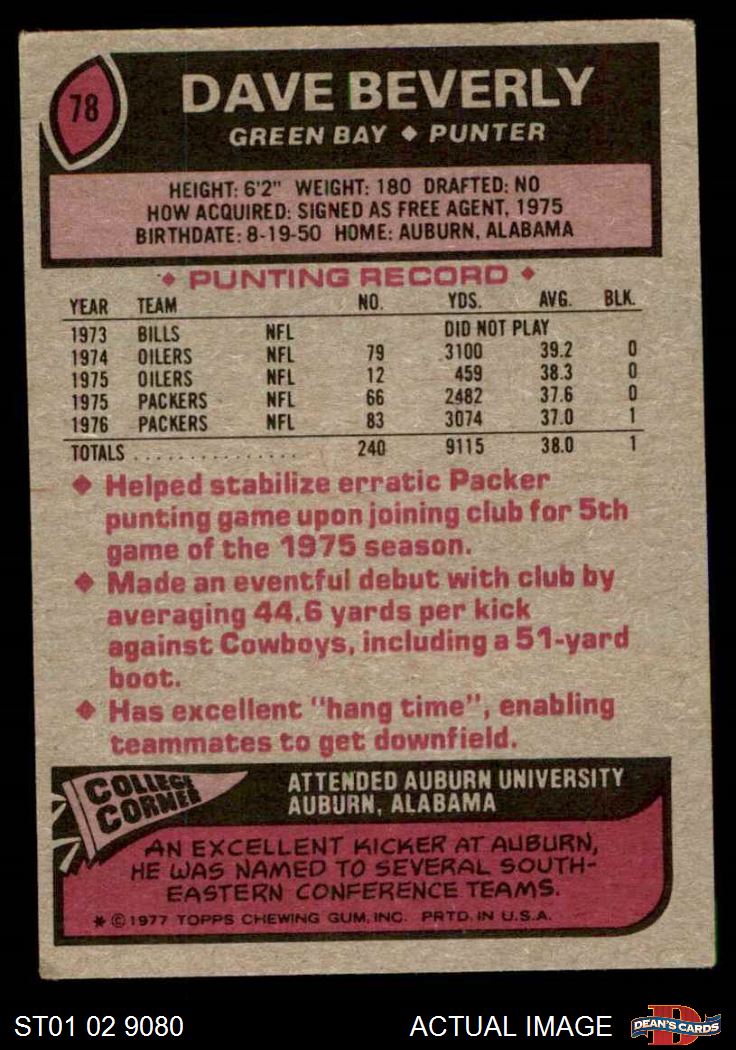 78
DAVE BEVERLY
GREEN BAY ◆ PUNTER
HEIGHT: 6'2" WEIGHT: 180 DRAFTED: NO
HOW ACQUIRED: SIGNED AS FREE AGENT, 1975
BIRTHDATE: 8-19-50 HOME: AUBURN, ALABAMA
◆ PUNTING RECORD ◆
YEAR TEAM NO. YDS. AVG. BLK.
1973 BILLS NFL DID NOT PLAY
1974 OILERS NFL 79 3100 39.2 0
1975 OILERS NFL 12 459 38.3 0
1975 PACKERS NFL 66 2482 37.6 0
1976 PACKERS NFL 83 3074 37.0 1
TOTALS . . . . . . . . . . . . . . . 240 9115 38.0 1
◆ Helped stabilize erratic Packer
punting game upon joining club for 5th
game of the 1975 season.
◆ Made an eventful debut with club by
averaging 44.6 yards per kick
against Cowboys, including a 51-yard
boot.
◆ Has excellent "hang time", enabling
teammates to get downfield.
COLLEGE
CORNER
ATTENDED AUBURN UNIVERSITY
AUBURN, ALABAMA
AN EXCELLENT KICKER AT AUBURN,
HE WAS NAMED TO SEVERAL SOUTH-
EASTERN CONFERENCE TEAMS.
* © 1977 TOPPS CHEWING GUM, INC. PRTD. IN U.S.A.
ST01 02 9080 ACTUAL IMAGE D
DEAN'S CARDS